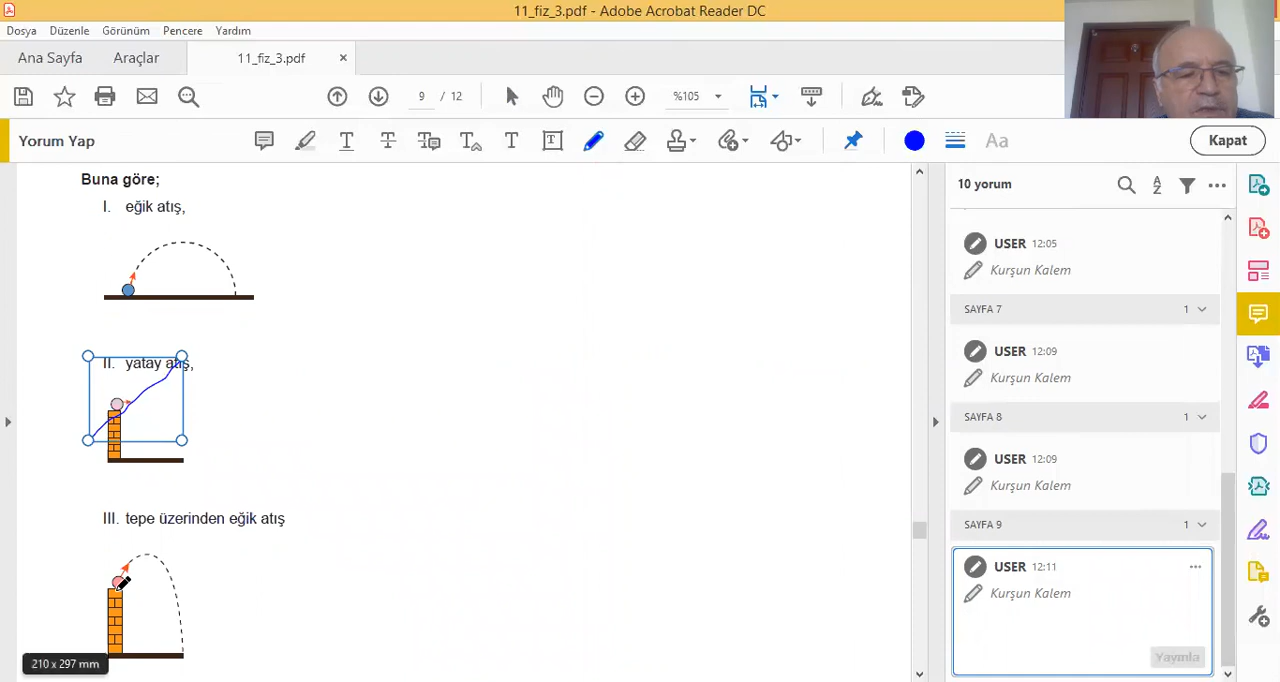 11_fiz_3.pdf - Adobe Acrobat Reader DC
Dosya Düzenle Görünüm Pencere Yardım
Ana Sayfa Araçlar 11_fiz_3.pdf ×
9 / 12 %105
Yorum Yap Kapat
Buna göre;
I. eğik atış,
II. yatay atış,
III. tepe üzerinden eğik atış
210 x 297 mm
10 yorum
USER 12:05
Kurşun Kalem
SAYFA 7 1
USER 12:09
Kurşun Kalem
SAYFA 8 1
USER 12:09
Kurşun Kalem
SAYFA 9 1
USER 12:11
Kurşun Kalem
Yayımla